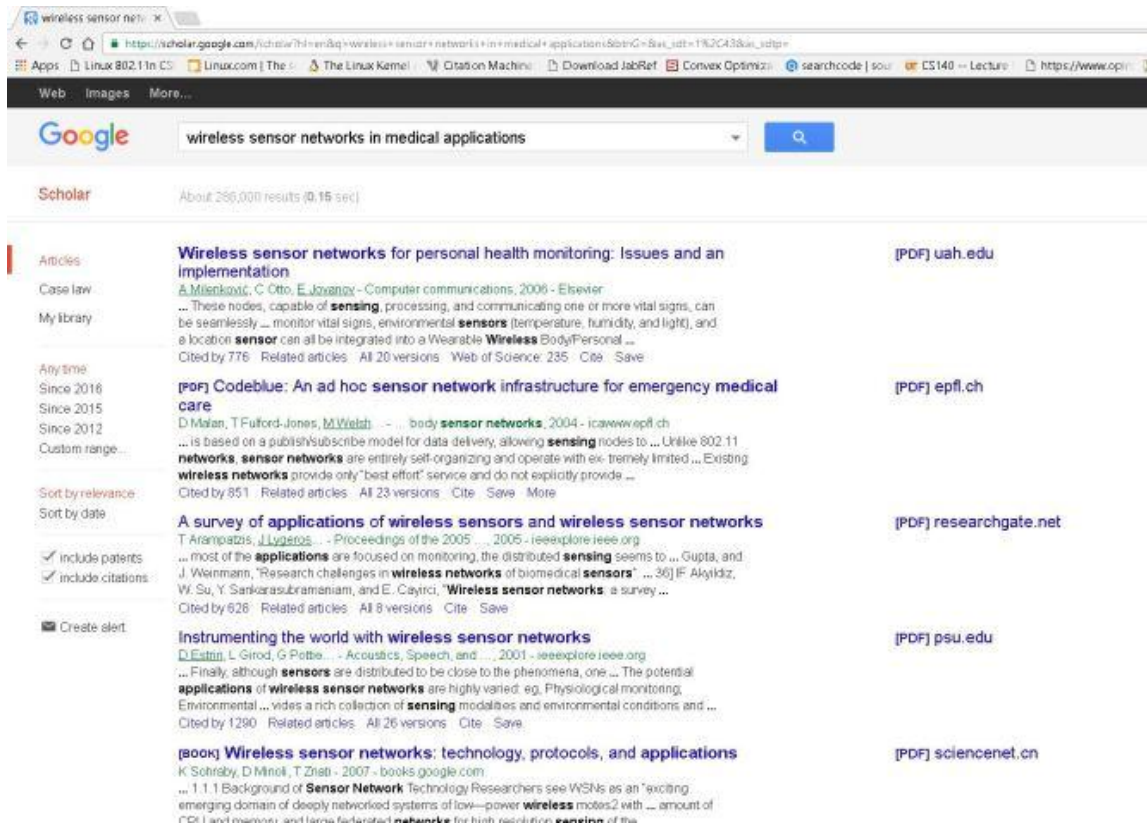 wireless sensor net
https://scholar.google.com/scholar?hl=en&q=wireless+sensor+networks+in+medical+applications&btnG=&as_sdt=1%2C43&as_sdtp=
Apps Linux 802.11n CS Linux.com | The The Linux Kernel Citation Machine Download JabRef Convex Optimiz searchcode | sou CS140 -- Lecture https://www.opin
Web Images More...
Google wireless sensor networks in medical applications
Scholar About 286,000 results (0.15 sec)
Articles
Case law
My library
Any time
Since 2016
Since 2015
Since 2012
Custom range...
Sort by relevance
Sort by date
include patents
include citations
Create alert
Wireless sensor networks for personal health monitoring: Issues and an
implementation
[PDF] uah.edu
A Milenković, C Otto, E Jovanov - Computer communications, 2006 - Elsevier
... These nodes, capable of sensing, processing, and communicating one or more vital signs, can
be seamlessly ... monitor vital signs, environmental sensors (temperature, humidity, and light), and
a location sensor can all be integrated into a Wearable Wireless Body/Personal ...
Cited by 776 Related articles All 20 versions Web of Science: 235 Cite Save
[PDF] Codeblue: An ad hoc sensor network infrastructure for emergency medical
care
[PDF] epfl.ch
D Malan, T Fulford-Jones, M Welsh... - ... body sensor networks, 2004 - icawww.epfl.ch
... is based on a publish/subscribe model for data delivery, allowing sensing nodes to ... Unlike 802.11
networks, sensor networks are entirely self-organizing and operate with ex- tremely limited ... Existing
wireless networks provide only "best effort" service and do not explicitly provide ...
Cited by 851 Related articles All 23 versions Cite Save More
A survey of applications of wireless sensors and wireless sensor networks
[PDF] researchgate.net
T Arampatzis, J Lygeros... - Proceedings of the 2005 ..., 2005 - ieeexplore.ieee.org
... most of the applications are focused on monitoring, the distributed sensing seems to ... Gupta, and
J. Weinmann, "Research challenges in wireless networks of biomedical sensors" ... 36] IF Akyildiz,
W. Su, Y. Sankarasubramaniam, and E. Cayirci, "Wireless sensor networks: a survey ...
Cited by 626 Related articles All 8 versions Cite Save
Instrumenting the world with wireless sensor networks
[PDF] psu.edu
D Estrin, L Girod, G Pottie... - Acoustics, Speech, and ..., 2001 - ieeexplore.ieee.org
... Finally, although sensors are distributed to be close to the phenomena, one ... The potential
applications of wireless sensor networks are highly varied: eg, Physiological monitoring;
Environmental ... vides a rich collection of sensing modalities and environmental conditions and ...
Cited by 1290 Related articles All 26 versions Cite Save
[BOOK] Wireless sensor networks: technology, protocols, and applications
[PDF] sciencenet.cn
K Sohraby, D Minoli, T Znati - 2007 - books.google.com
... 1.1.1 Background of Sensor Network Technology Researchers see WSNs as an "exciting
emerging domain of deeply networked systems of low—power wireless motes2 with ... amount of
CPU and memory, and large federated networks for high resolution sensing of the